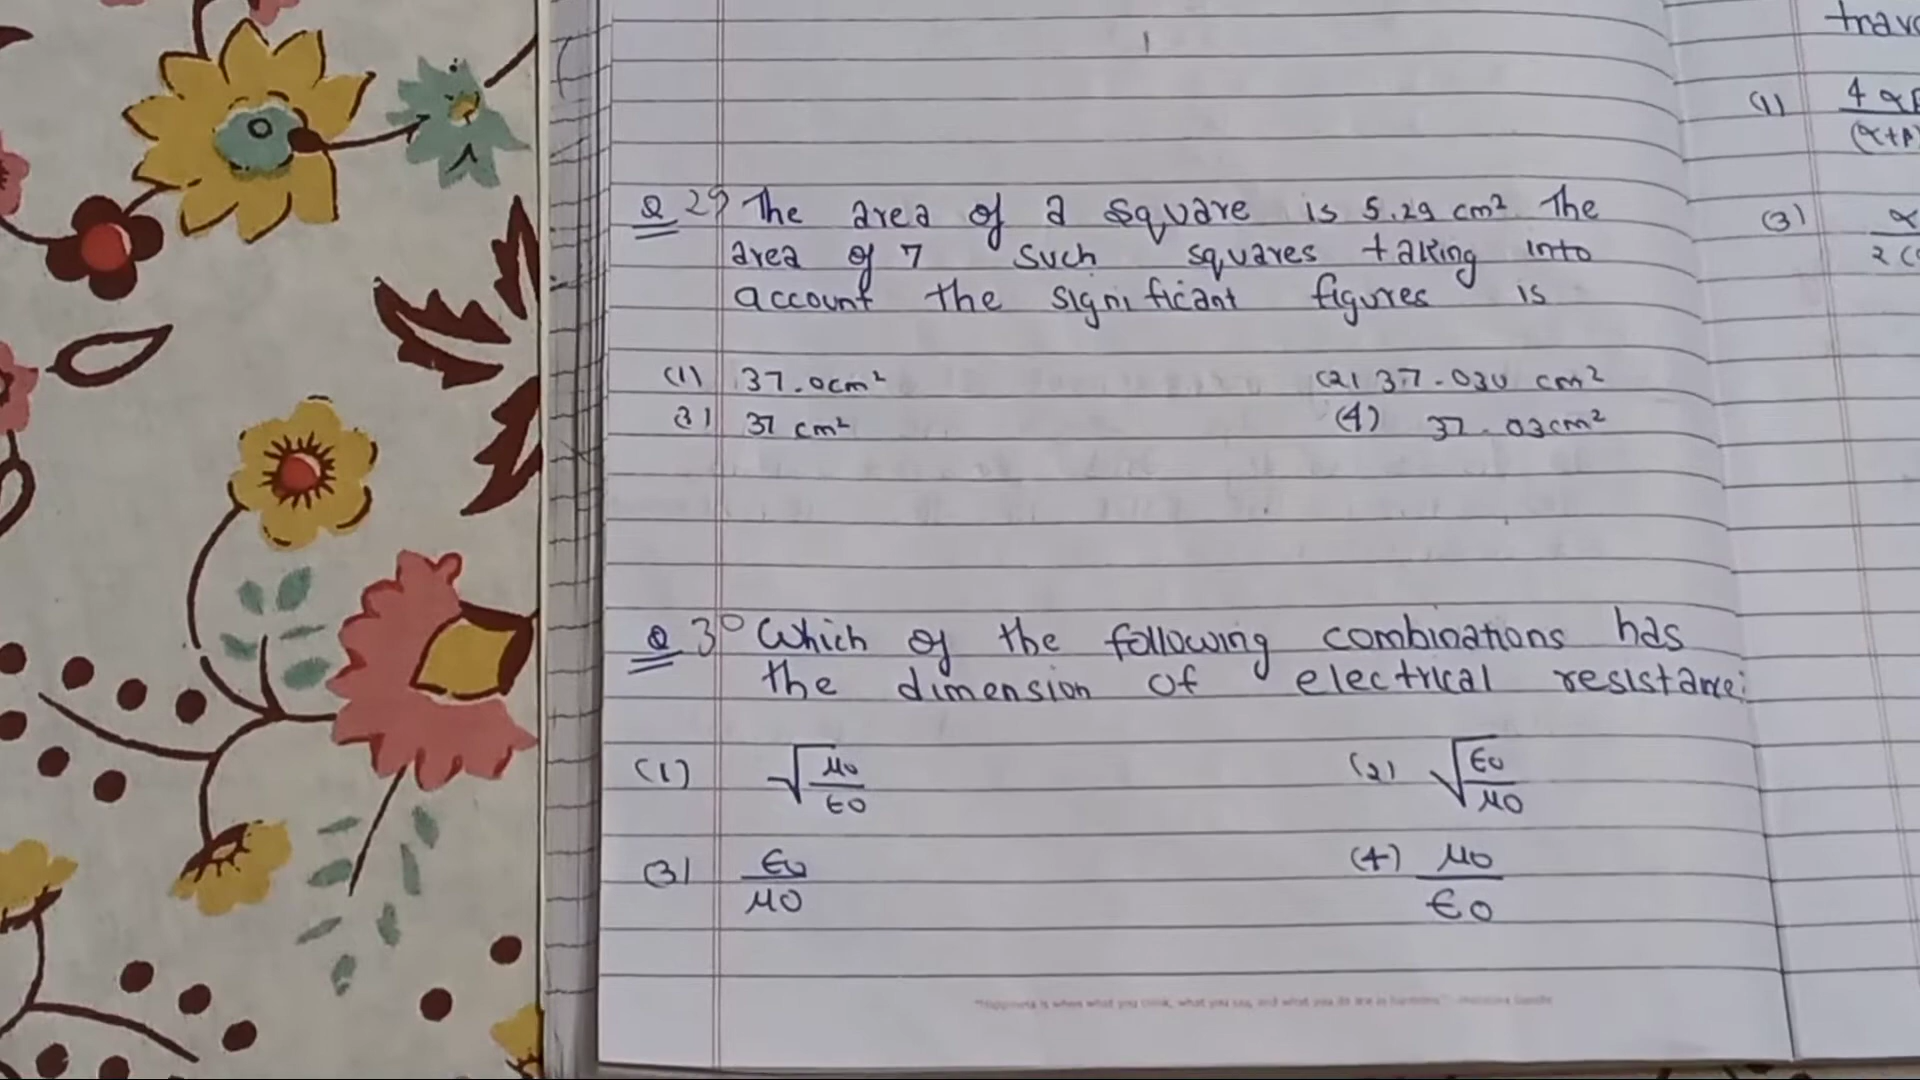 Q 29 The area of a square is 5.29 cm² The
area of 7 such squares taking into
account the significant figures is
(1) 37.0cm² (2) 37.030 cm²
(3) 37 cm² (4) 37.03cm²
Q 30 Which of the following combinations has
the dimension of electrical resistance:
(1) √(μ0/ε0) (2) √(ε0/μ0)
(3) ε0/μ0 (4) μ0/ε0
(1)
(3)